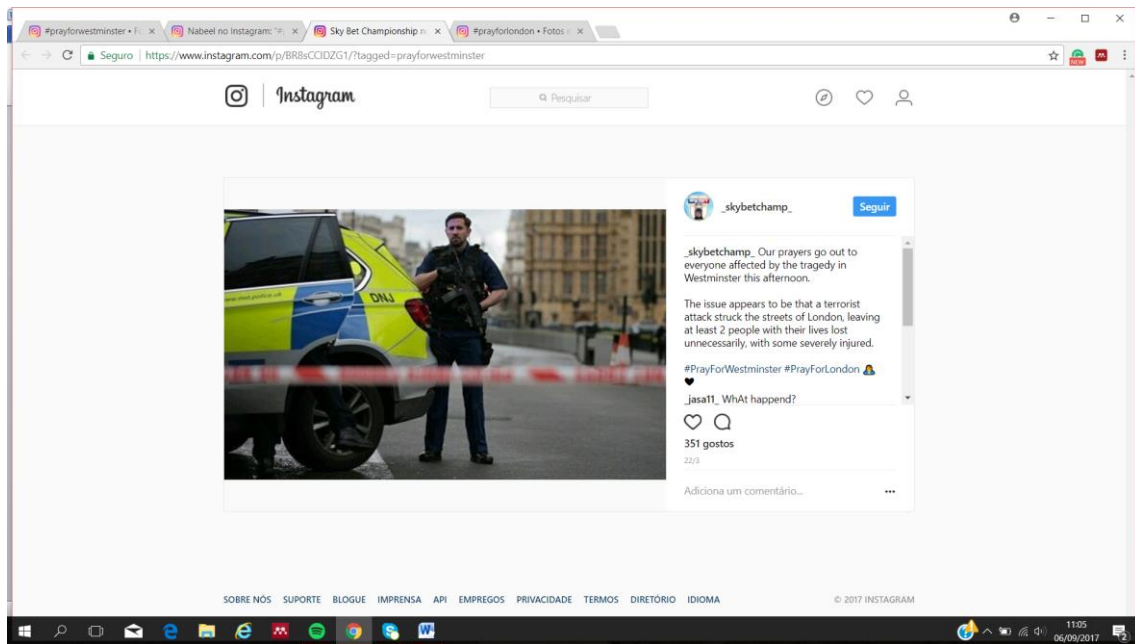 #prayforwestminster • F
Nabeel no Instagram: "#
Sky Bet Championship n
#prayforlondon • Fotos e
Seguro | https://www.instagram.com/p/BR8sCClDZG1/?tagged=prayforwestminster
NEW
Instagram
Pesquisar
_skybetchamp_
Seguir
DNJ
_skybetchamp_ Our prayers go out to
everyone affected by the tragedy in
Westminster this afternoon.
The issue appears to be that a terrorist
attack struck the streets of London, leaving
at least 2 people with their lives lost
unnecessarily, with some severely injured.
#PrayForWestminster #PrayForLondon
_jasa11_ WhAt happend?
351 gostos
22/3
Adiciona um comentário...
SOBRE NÓS SUPORTE BLOGUE IMPRENSA API EMPREGOS PRIVACIDADE TERMOS DIRETÓRIO IDIOMA
© 2017 INSTAGRAM
11:05
06/09/2017